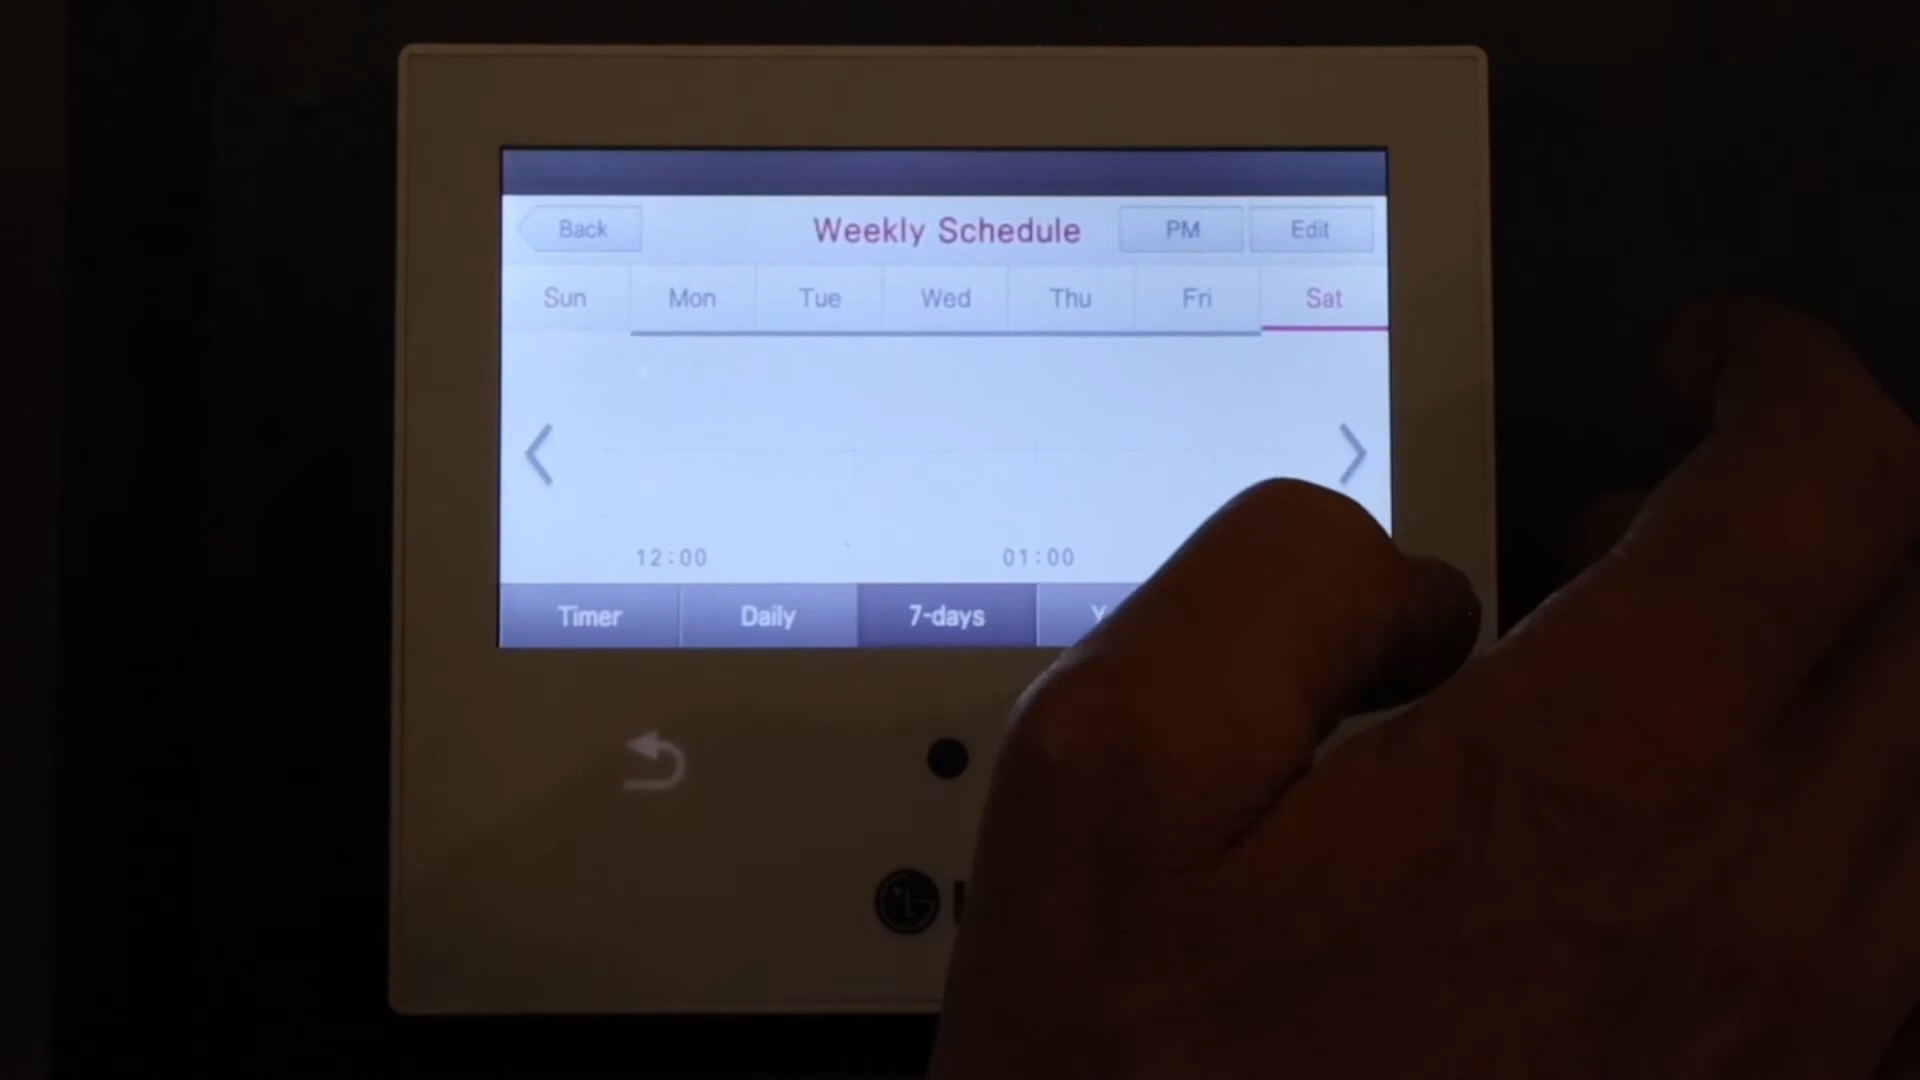 Back Weekly Schedule PM Edit
Sun Mon Tue Wed Thu Fri Sat
12:00 01:00
Timer Daily 7-days